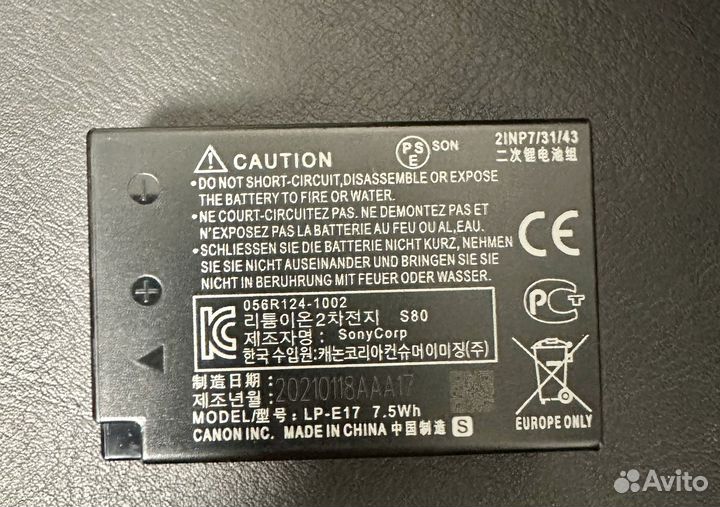 PS
E
SON
2INP7/31/43
二次锂电池组
CAUTION
•DO NOT SHORT-CIRCUIT,DISASSEMBLE OR EXPOSE
THE BATTERY TO FIRE OR WATER.
•NE COURT-CIRCUITEZ PAS. NE DEMONTEZ PAS ET
N'EXPOSEZ PAS LA BATTERIE AU FEU OU AL,EAU.
•SCHLIESSEN SIE DIE BATTERIE NICHT KURZ, NEHMEN
SIE SIE NICHT AUSEINANDER UND BRINGEN SIE SIE
NICHT IN BERUHRUNG MIT FEUER ODER WASSER.
CE
056R124-1002
리튬이온2차전지 S80
제조자명: SonyCorp
한국 수입원: 캐논코리아컨슈머이미징(주)
制造日期:
제조년월: 20210118AAA17
MODEL/型号: LP-E17 7.5Wh
CANON INC. MADE IN CHINA 中国制造 S
EUROPE ONLY
Avito